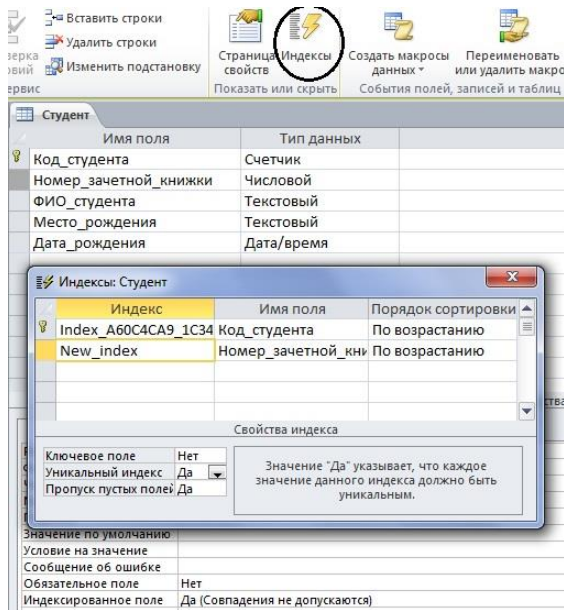 Вставить строки
Удалить строки
Изменить подстановку
Страница свойств
Индексы
Создать макросы данных
Переименовать или удалить макро
Показать или скрыть
События полей, записей и таблиц
Студент
Имя поля Тип данных
Код_студента Счетчик
Номер_зачетной_книжки Числовой
ФИО_студента Текстовый
Место_рождения Текстовый
Дата_рождения Дата/время
Индексы: Студент
Индекс Имя поля Порядок сортировки
Index_A60C4CA9_1C34 Код_студента По возрастанию
New_index Номер_зачетной_кни По возрастанию
Свойства индекса
Ключевое поле Нет
Уникальный индекс Да
Пропуск пустых полей Да
Значение "Да" указывает, что каждое
значение данного индекса должно быть
уникальным.
Значение по умолчанию
Условие на значение
Сообщение об ошибке
Обязательное поле Нет
Индексированное поле Да (Совпадения не допускаются)